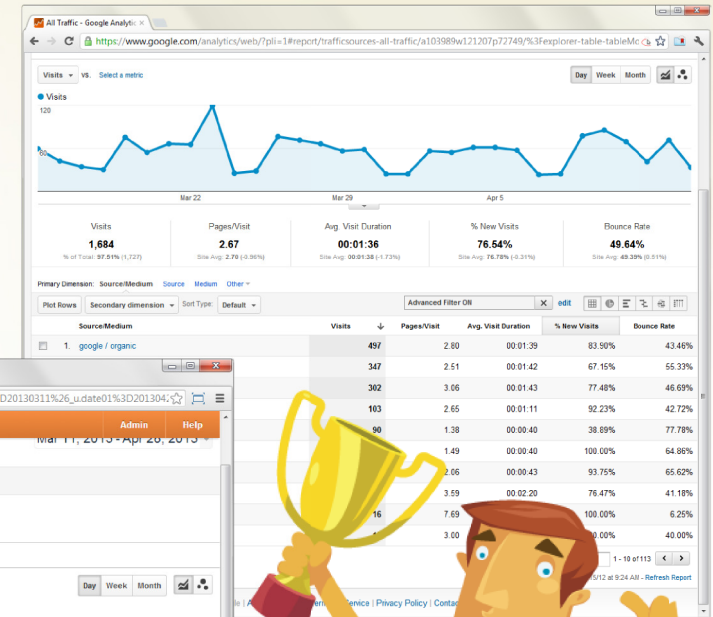 All Traffic - Google Analytic
https://www.google.com/analytics/web/?pli=1#report/trafficsources-all-traffic/a103989w121207p72749/%3Fexplorer-table-tableMo
Visits VS. Select a metric
Day Week Month
Visits
120
60
Mar 22 Mar 29 Apr 5
Visits Pages/Visit Avg. Visit Duration % New Visits Bounce Rate
1,684 2.67 00:01:36 76.54% 49.64%
% of Total: 97.51% (1,727) Site Avg: 2.70 (-0.96%) Site Avg: 00:01:38 (-1.73%) Site Avg: 76.78% (-0.31%) Site Avg: 49.39% (0.51%)
Primary Dimension: Source/Medium Source Medium Other
Plot Rows Secondary dimension Sort Type: Default Advanced Filter ON edit
Source/Medium Visits Pages/Visit Avg. Visit Duration % New Visits Bounce Rate
1. google / organic 497 2.80 00:01:39 83.90% 43.46%
347 2.51 00:01:42 67.15% 55.33%
302 3.06 00:01:43 77.48% 46.69%
103 2.65 00:01:11 92.23% 42.72%
90 1.38 00:00:40 38.89% 77.78%
1.49 00:00:40 100.00% 64.86%
2.06 00:00:43 93.75% 65.62%
3.59 00:02:20 76.47% 41.18%
16 7.69 100.00% 6.25%
3.00 40.00%
1 - 10 of 113
at 9:24 AM - Refresh Report
Service | Privacy Policy | Contac
D20130311%26_u.date01%3D201304
Admin Help
Mar 11, 2013 - Apr 26, 2013
Day Week Month